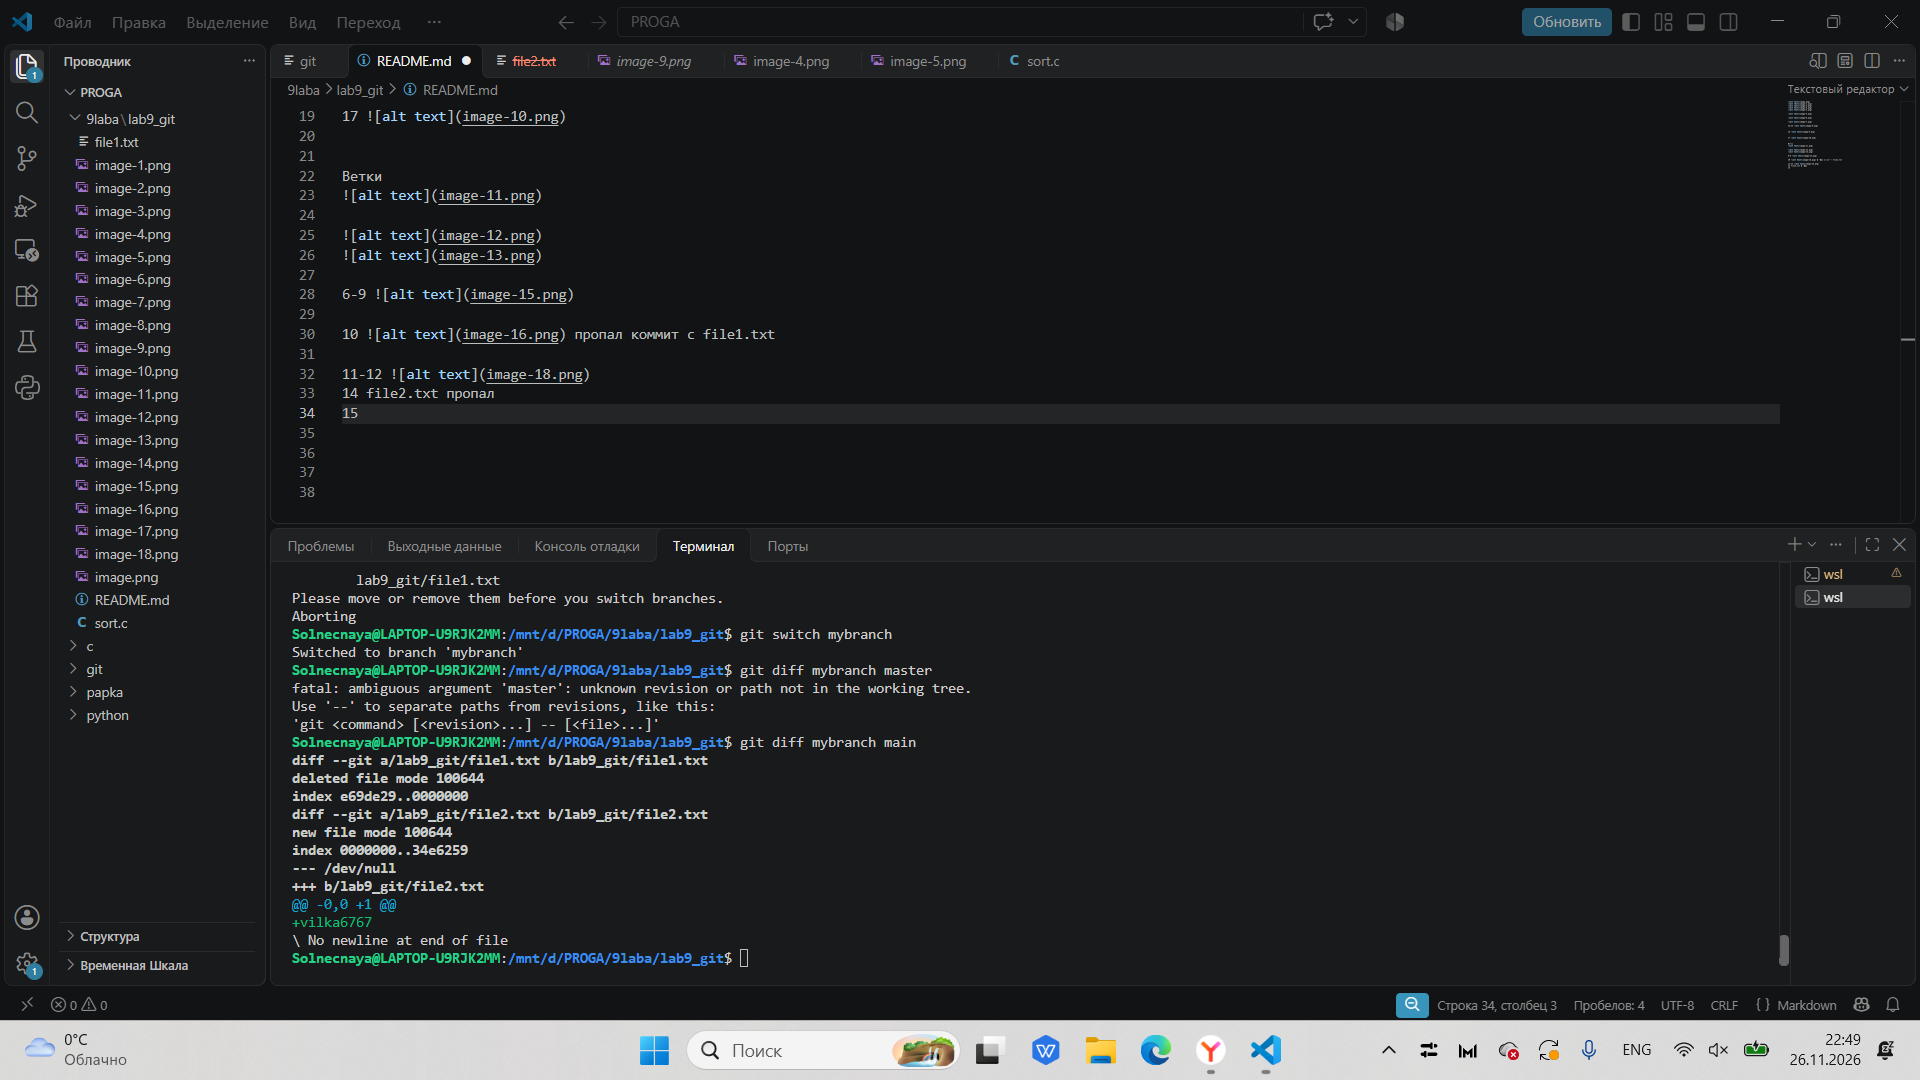 Файл Правка Выделение Вид Переход ··· PROGA Обновить
Проводник ···
PROGA
9laba \ lab9_git
file1.txt
image-1.png
image-2.png
image-3.png
image-4.png
image-5.png
image-6.png
image-7.png
image-8.png
image-9.png
image-10.png
image-11.png
image-12.png
image-13.png
image-14.png
image-15.png
image-16.png
image-17.png
image-18.png
image.png
README.md
C sort.c
c
git
papka
python
Структура
Временная Шкала
1
1
git README.md file2.txt image-9.png image-4.png image-5.png C sort.c
9laba > lab9_git > README.md
Текстовый редактор
19 17 ![alt text](image-10.png)
20
21
22 Ветки
23 ![alt text](image-11.png)
24
25 ![alt text](image-12.png)
26 ![alt text](image-13.png)
27
28 6-9 ![alt text](image-15.png)
29
30 10 ![alt text](image-16.png) пропал коммит с file1.txt
31
32 11-12 ![alt text](image-18.png)
33 14 file2.txt пропал
34 15
35
36
37
38
Проблемы Выходные данные Консоль отладки Терминал Порты
wsl
wsl
lab9_git/file1.txt
Please move or remove them before you switch branches.
Aborting
Solnecnaya@LAPTOP-U9RJK2MM:/mnt/d/PROGA/9laba/lab9_git$ git switch mybranch
Switched to branch 'mybranch'
Solnecnaya@LAPTOP-U9RJK2MM:/mnt/d/PROGA/9laba/lab9_git$ git diff mybranch master
fatal: ambiguous argument 'master': unknown revision or path not in the working tree.
Use '--' to separate paths from revisions, like this:
'git <command> [<revision>...] -- [<file>...]'
Solnecnaya@LAPTOP-U9RJK2MM:/mnt/d/PROGA/9laba/lab9_git$ git diff mybranch main
diff --git a/lab9_git/file1.txt b/lab9_git/file1.txt
deleted file mode 100644
index e69de29..0000000
diff --git a/lab9_git/file2.txt b/lab9_git/file2.txt
new file mode 100644
index 0000000..34e6259
--- /dev/null
+++ b/lab9_git/file2.txt
@@ -0,0 +1 @@
+vilka6767
\ No newline at end of file
Solnecnaya@LAPTOP-U9RJK2MM:/mnt/d/PROGA/9laba/lab9_git$
0 0 Строка 34, столбец 3 Пробелов: 4 UTF-8 CRLF { } Markdown
0°C
Облачно
Поиск
ENG
22:49
26.11.2026